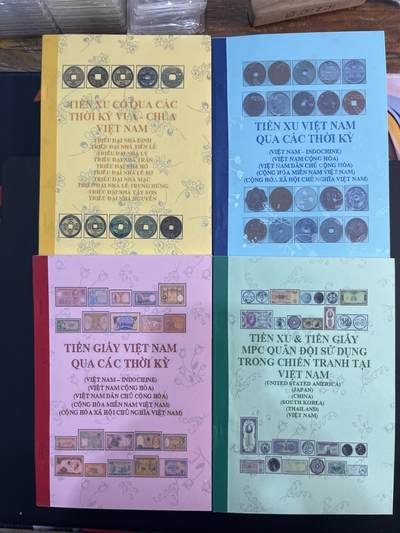 TIỀN XU CỔ QUA CÁC
THỜI KỲ VUA - CHÚA
VIỆT NAM
TRIỀU ĐẠI NHÀ ĐINH
TRIỀU ĐẠI NHÀ TIỀN LÊ
TRIỀU ĐẠI NHÀ LÝ
TRIỀU ĐẠI NHÀ TRẦN
TRIỀU ĐẠI NHÀ HỒ
TRIỀU ĐẠI NHÀ LÊ SƠ
TRIỀU ĐẠI NHÀ MẠC
TRIỀU ĐẠI NHÀ LÊ TRUNG HƯNG
TRIỀU ĐẠI NHÀ TÂY SƠN
TRIỀU ĐẠI NHÀ NGUYỄN
TIỀN XU VIỆT NAM
QUA CÁC THỜI KỲ
(VIỆT NAM – INDOCHINE)
(VIỆT NAM CỘNG HÒA)
(VIỆT NAM DÂN CHỦ CỘNG HÒA)
(CỘNG HÒA MIỀN NAM VIỆT NAM)
(CỘNG HÒA XÃ HỘI CHỦ NGHĨA VIỆT NAM)
TIỀN GIẤY VIỆT NAM
QUA CÁC THỜI KỲ
(VIỆT NAM – INDOCHINE)
(VIỆT NAM CỘNG HÒA)
(VIỆT NAM DÂN CHỦ CỘNG HÒA)
(CỘNG HÒA MIỀN NAM VIỆT NAM)
(CỘNG HÒA XÃ HỘI CHỦ NGHĨA VIỆT NAM)
TIỀN XU & TIỀN GIẤY
MPC QUÂN ĐỘI SỬ DỤNG
TRONG CHIẾN TRANH TẠI
VIỆT NAM
(UNITED STATES AMERICA)
(JAPAN)
(CHINA)
(SOUTH KOREA)
(THAILAND)
(VIỆT NAM)